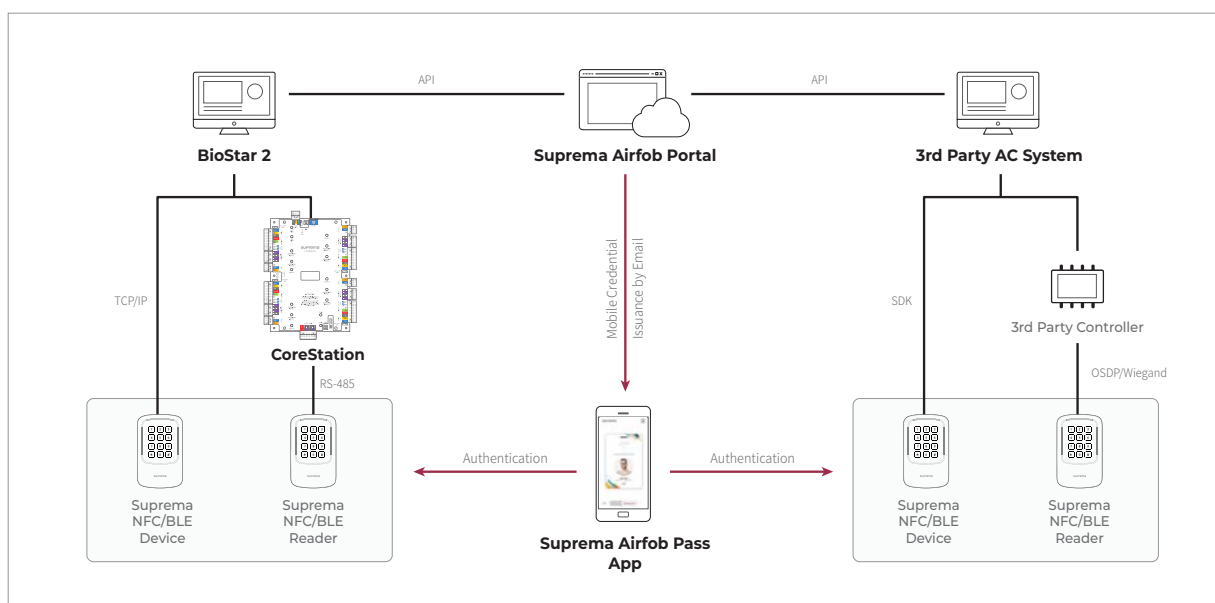 API
API
BioStar 2
Suprema Airfob Portal
3rd Party AC System
SUPREMA
TCP/IP
Mobile Credential
Issuance by Email
SDK
3rd Party Controller
CoreStation
RS-485
OSDP/Wiegand
Authentication
Authentication
Suprema
NFC/BLE
Device
Suprema
NFC/BLE
Reader
Suprema Airfob Pass
App
Suprema
NFC/BLE
Device
Suprema
NFC/BLE
Reader